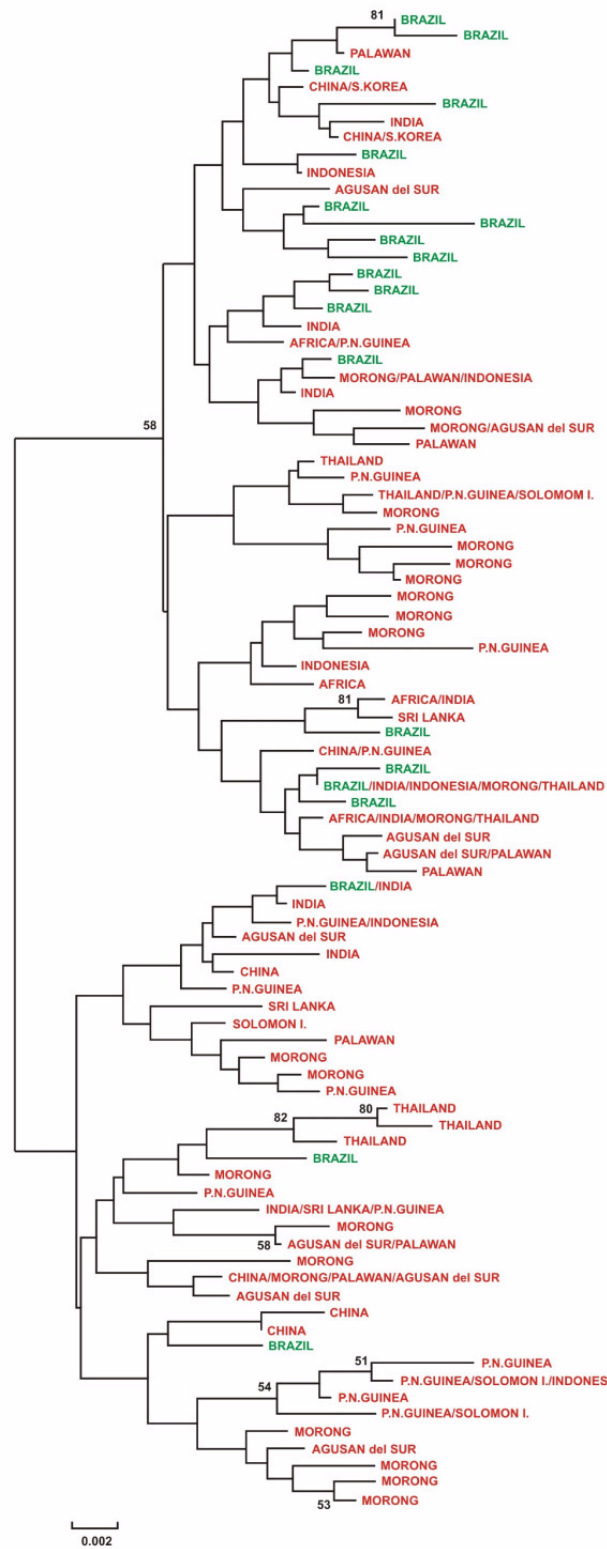 81
BRAZIL
BRAZIL
PALAWAN
BRAZIL
CHINA/S.KOREA
BRAZIL
INDIA
CHINA/S.KOREA
BRAZIL
INDONESIA
AGUSAN del SUR
BRAZIL
BRAZIL
BRAZIL
BRAZIL
BRAZIL
BRAZIL
BRAZIL
INDIA
AFRICA/P.N.GUINEA
BRAZIL
MORONG/PALAWAN/INDONESIA
INDIA
MORONG
58
MORONG/AGUSAN del SUR
PALAWAN
THAILAND
P.N.GUINEA
THAILAND/P.N.GUINEA/SOLOMOM I.
MORONG
P.N.GUINEA
MORONG
MORONG
MORONG
MORONG
MORONG
MORONG
P.N.GUINEA
INDONESIA
AFRICA
81
AFRICA/INDIA
SRI LANKA
BRAZIL
CHINA/P.N.GUINEA
BRAZIL
BRAZIL/INDIA/INDONESIA/MORONG/THAILAND
BRAZIL
AFRICA/INDIA/MORONG/THAILAND
AGUSAN del SUR
AGUSAN del SUR/PALAWAN
PALAWAN
BRAZIL/INDIA
INDIA
P.N.GUINEA/INDONESIA
AGUSAN del SUR
INDIA
CHINA
P.N.GUINEA
SRI LANKA
SOLOMON I.
PALAWAN
MORONG
MORONG
P.N.GUINEA
80
THAILAND
82
THAILAND
THAILAND
BRAZIL
MORONG
P.N.GUINEA
INDIA/SRI LANKA/P.N.GUINEA
MORONG
58
AGUSAN del SUR/PALAWAN
MORONG
CHINA/MORONG/PALAWAN/AGUSAN del SUR
AGUSAN del SUR
CHINA
CHINA
BRAZIL
51
P.N.GUINEA
P.N.GUINEA/SOLOMON I./INDONES
54
P.N.GUINEA
P.N.GUINEA/SOLOMON I.
MORONG
AGUSAN del SUR
MORONG
MORONG
53
MORONG
0.002